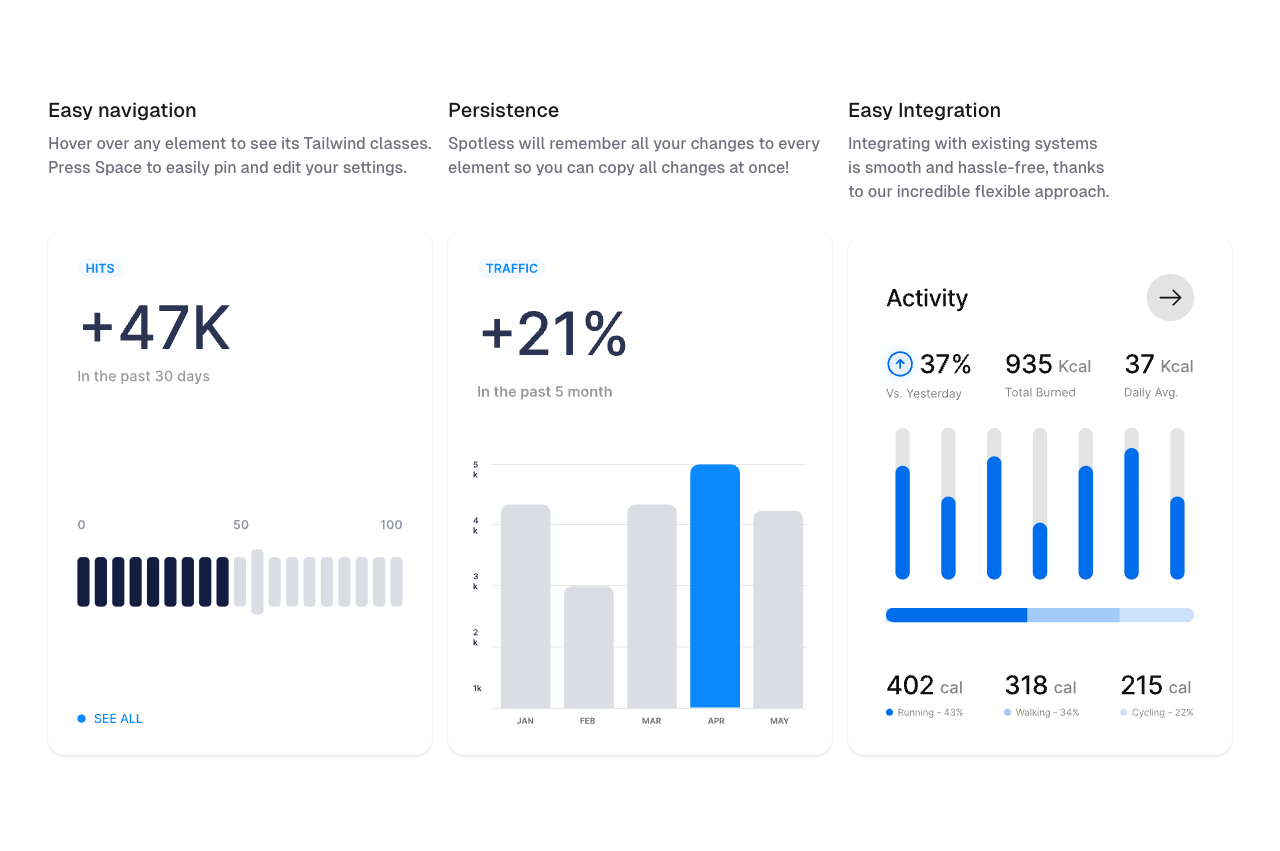 Easy navigation
Hover over any element to see its Tailwind classes.
Press Space to easily pin and edit your settings.
HITS
+47K
In the past 30 days
0 50 100
SEE ALL
Persistence
Spotless will remember all your changes to every
element so you can copy all changes at once!
TRAFFIC
+21%
In the past 5 month
5
k
4
k
3
k
2
k
1k
JAN FEB MAR APR MAY
Easy Integration
Integrating with existing systems
is smooth and hassle-free, thanks
to our incredible flexible approach.
Activity
37% 935 Kcal 37 Kcal
Vs. Yesterday Total Burned Daily Avg.
402 cal 318 cal 215 cal
Running - 43% Walking - 34% Cycling - 22%